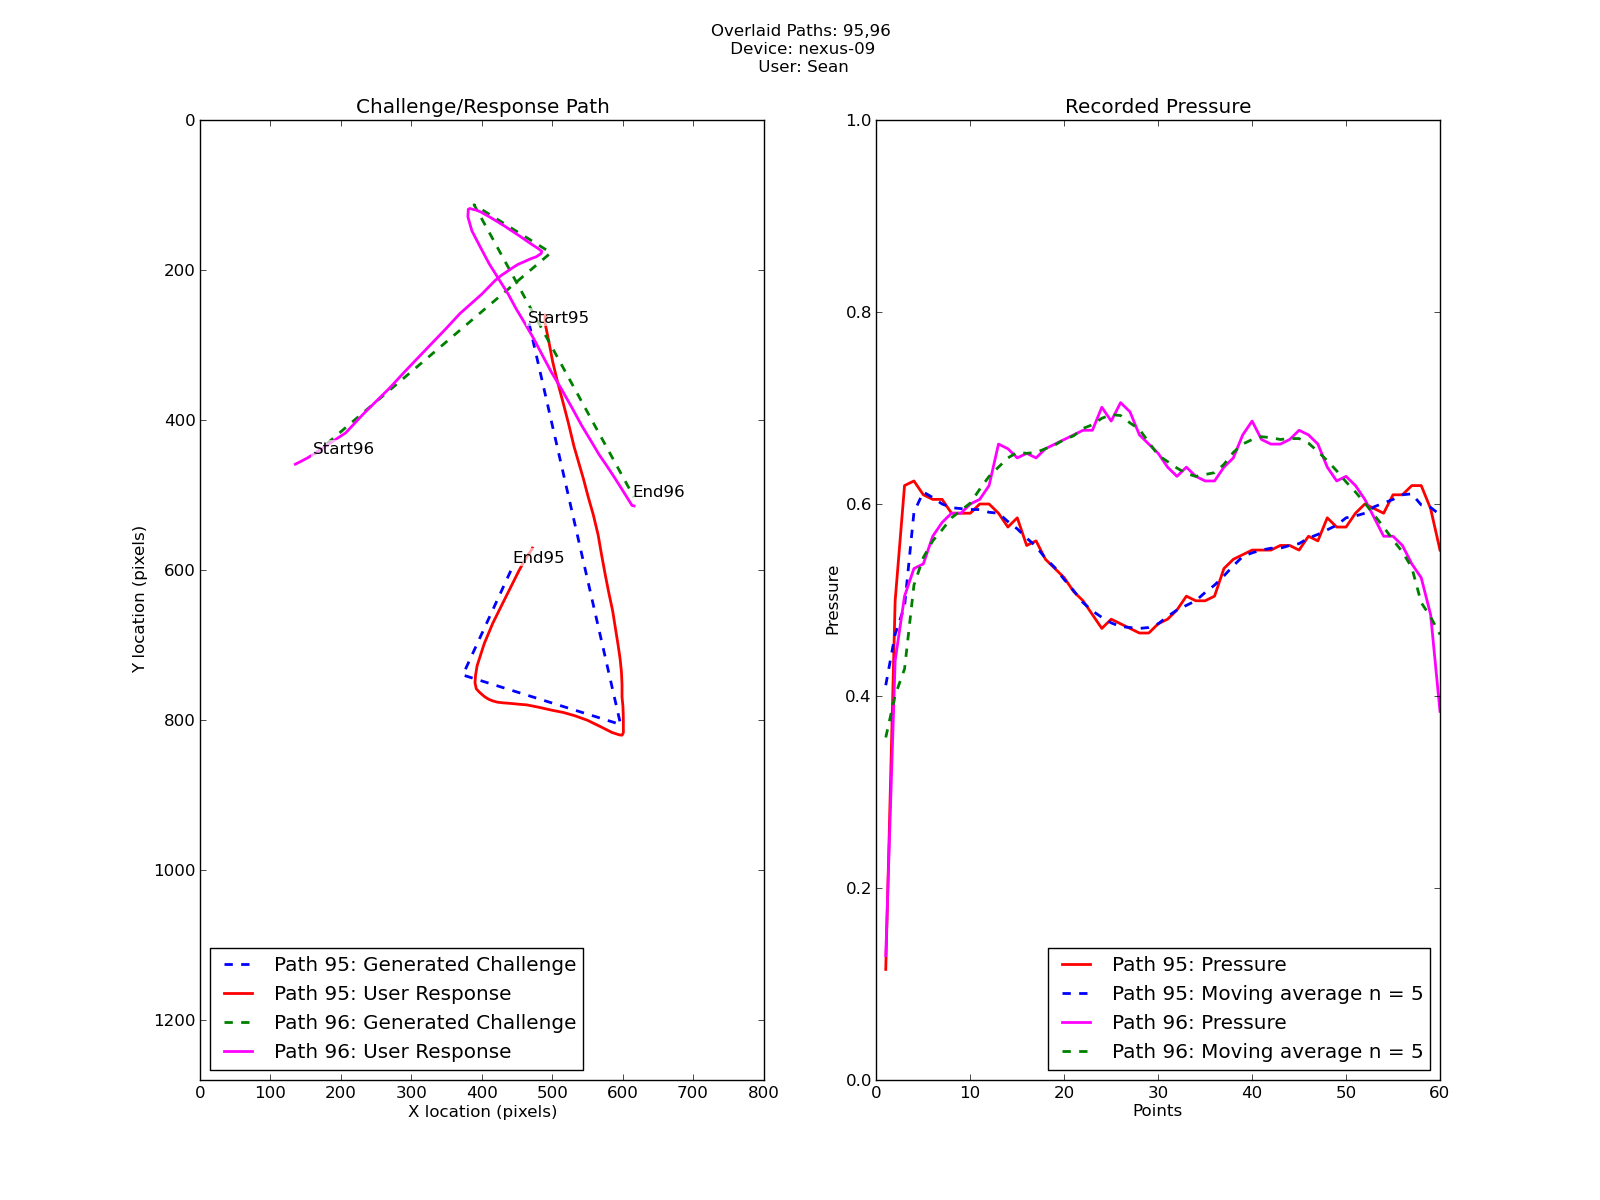 Overlaid Paths: 95,96
Device: nexus-09
User: Sean
Challenge/Response Path
0
200
400
600
800
1000
1200
Y location (pixels)
Start95
Start96
End96
End95
Path 95: Generated Challenge
Path 95: User Response
Path 96: Generated Challenge
Path 96: User Response
0 100 200 300 400 500 600 700 800
X location (pixels)
Recorded Pressure
1.0
0.8
0.6
0.4
0.2
0.0
Pressure
Path 95: Pressure
Path 95: Moving average n = 5
Path 96: Pressure
Path 96: Moving average n = 5
0 10 20 30 40 50 60
Points